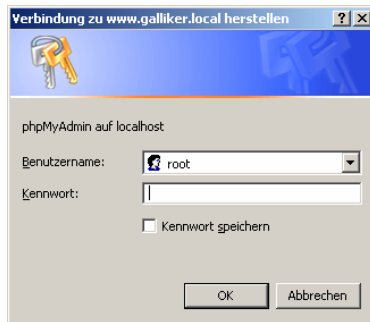 Verbindung zu www.galliker.local herstellen
phpMyAdmin auf localhost
Benutzername: root
Kennwort:
Kennwort speichern
OK Abbrechen